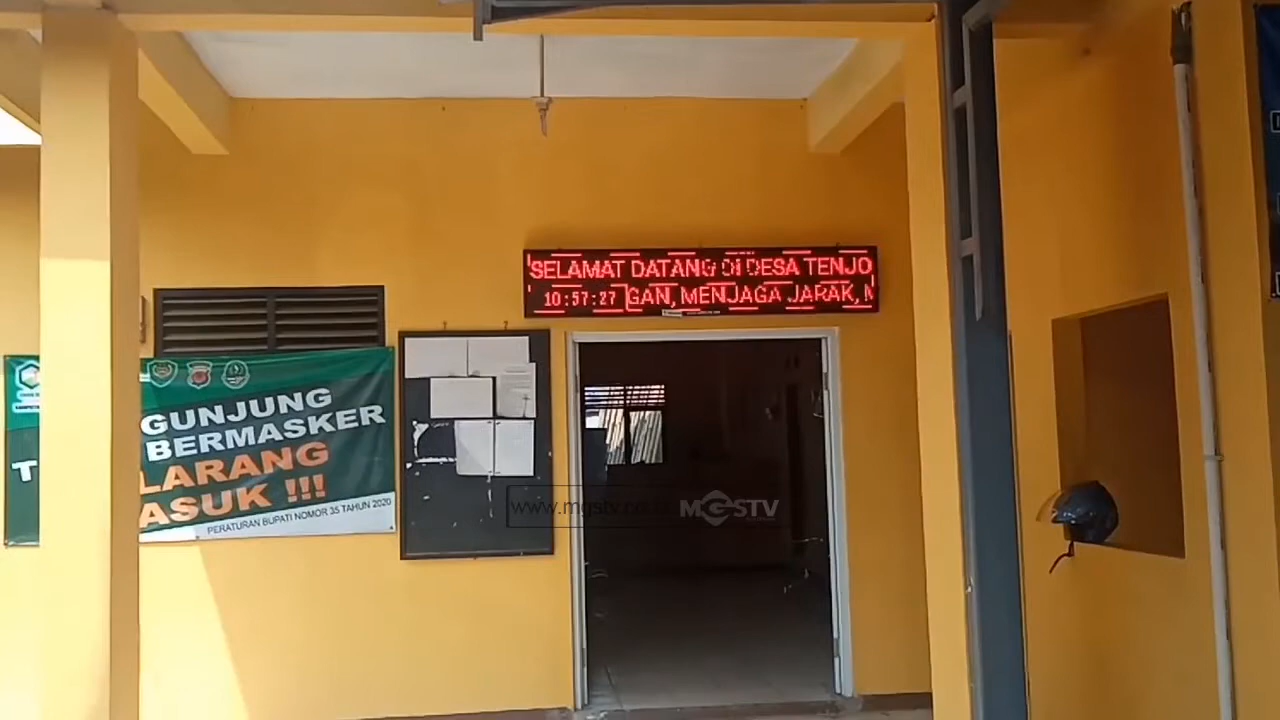 SELAMAT DATANG DI DESA TENJO
10:57:27 GAN, MENJAGA JARAK,
GUNJUNG
T BERMASKER
LARANG
ASUK !!!
PERATURAN BUPATI NOMOR 35 TAHUN 2020
www.mgstv.co.id MGSTV